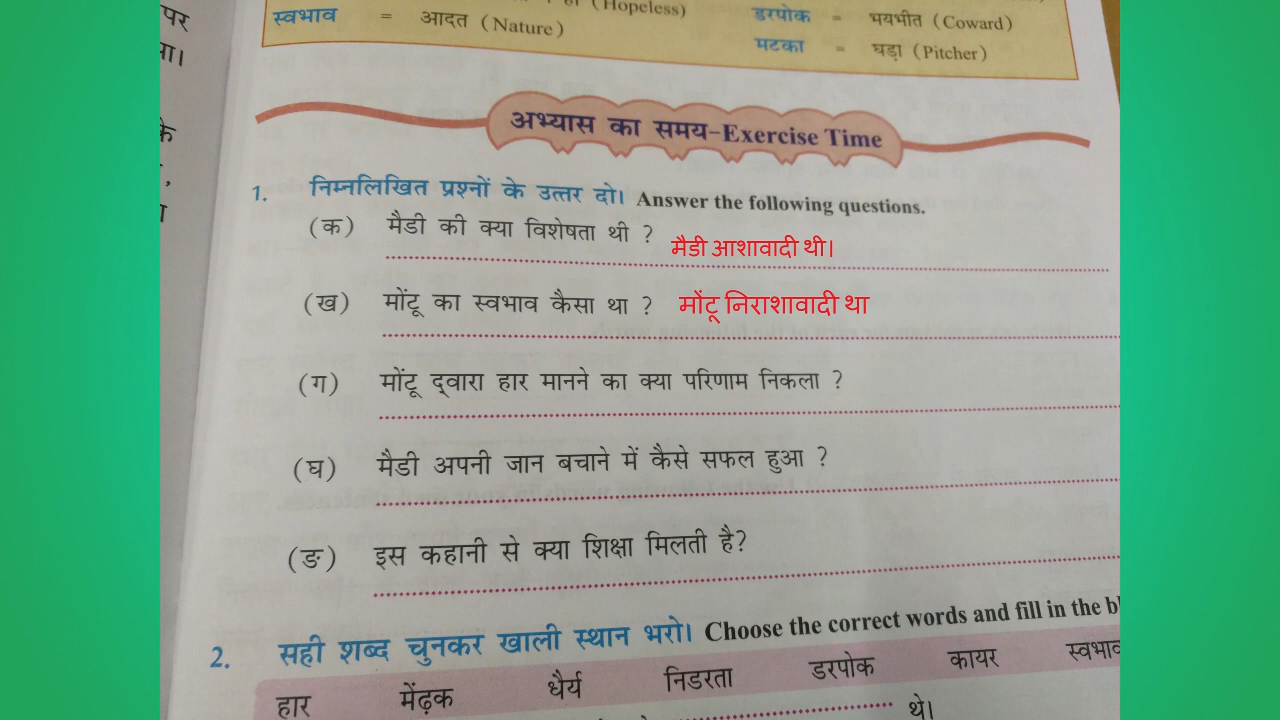 पर
(Hopeless)
स्वभाव = आदत (Nature)
डरपोक = भयभीत (Coward)
मटका = घड़ा (Pitcher)
अभ्यास का समय–Exercise Time
1. निम्नलिखित प्रश्नों के उत्तर दो। Answer the following questions.
(क) मैडी की क्या विशेषता थी ?
मैडी आशावादी थी।
(ख) मोंटू का स्वभाव कैसा था ? मोंटू निराशावादी था
(ग) मोंटू द्वारा हार मानने का क्या परिणाम निकला ?
(घ) मैडी अपनी जान बचाने में कैसे सफल हुआ ?
(ङ) इस कहानी से क्या शिक्षा मिलती है?
2. सही शब्द चुनकर खाली स्थान भरो। Choose the correct words and fill in the
हार मेंढ़क धैर्य निडरता डरपोक कायर स्वभाव
थे।